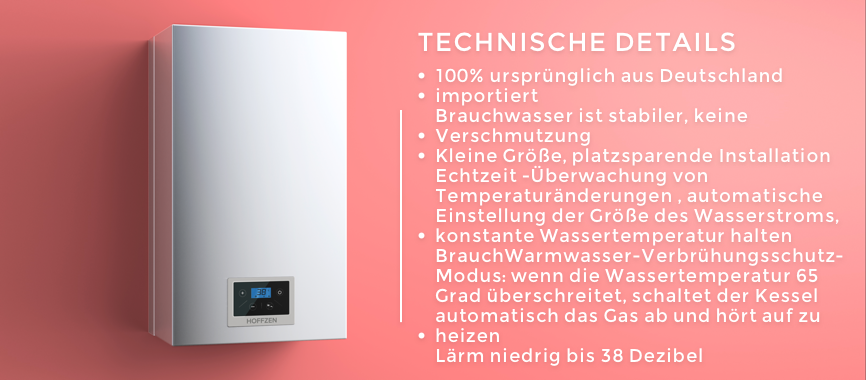 TECHNISCHE DETAILS
• 100% ursprünglich aus Deutschland
• importiert
Brauchwasser ist stabiler, keine
• Verschmutzung
• Kleine Größe, platzsparende Installation
Echtzeit -Überwachung von
Temperaturänderungen , automatische
Einstellung der Größe des Wasserstroms,
• konstante Wassertemperatur halten
BrauchWarmwasser-Verbrühungsschutz-
Modus: wenn die Wassertemperatur 65
Grad überschreitet, schaltet der Kessel
automatisch das Gas ab und hört auf zu
• heizen
Lärm niedrig bis 38 Dezibel
HOFFZEN